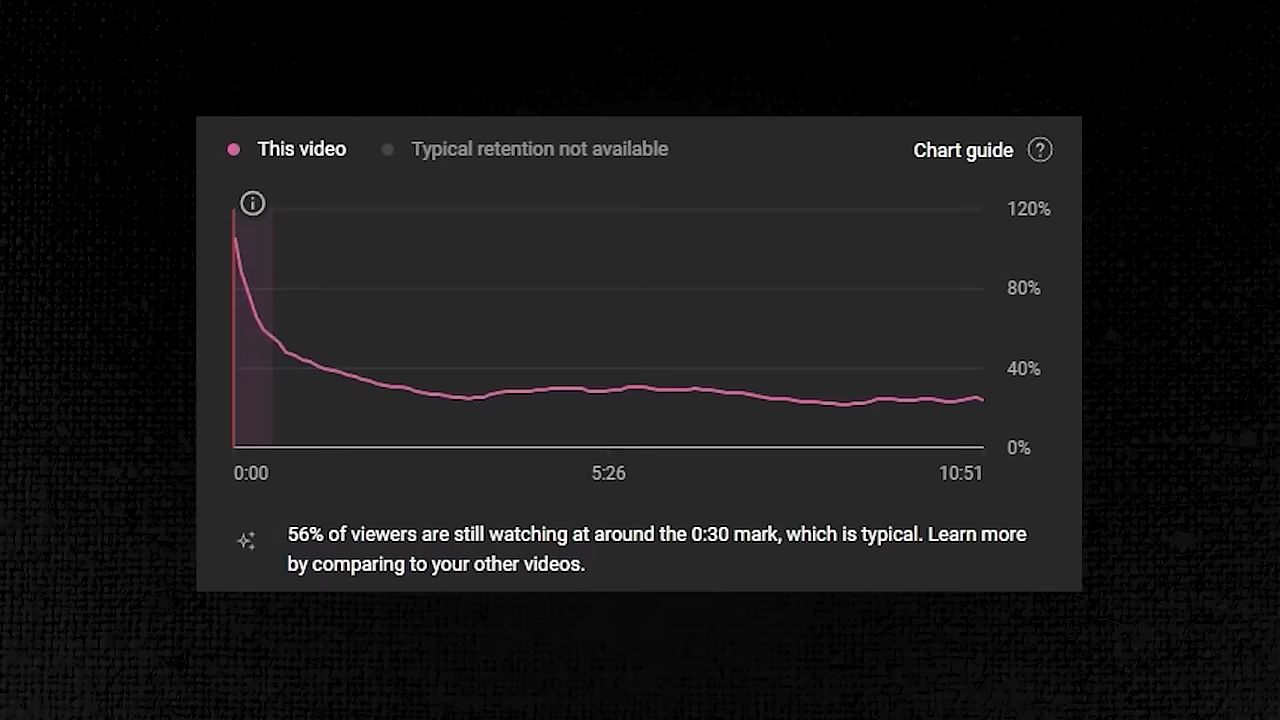 This video
Typical retention not available
Chart guide ?
120%
80%
40%
0%
0:00
5:26
10:51
56% of viewers are still watching at around the 0:30 mark, which is typical. Learn more
by comparing to your other videos.